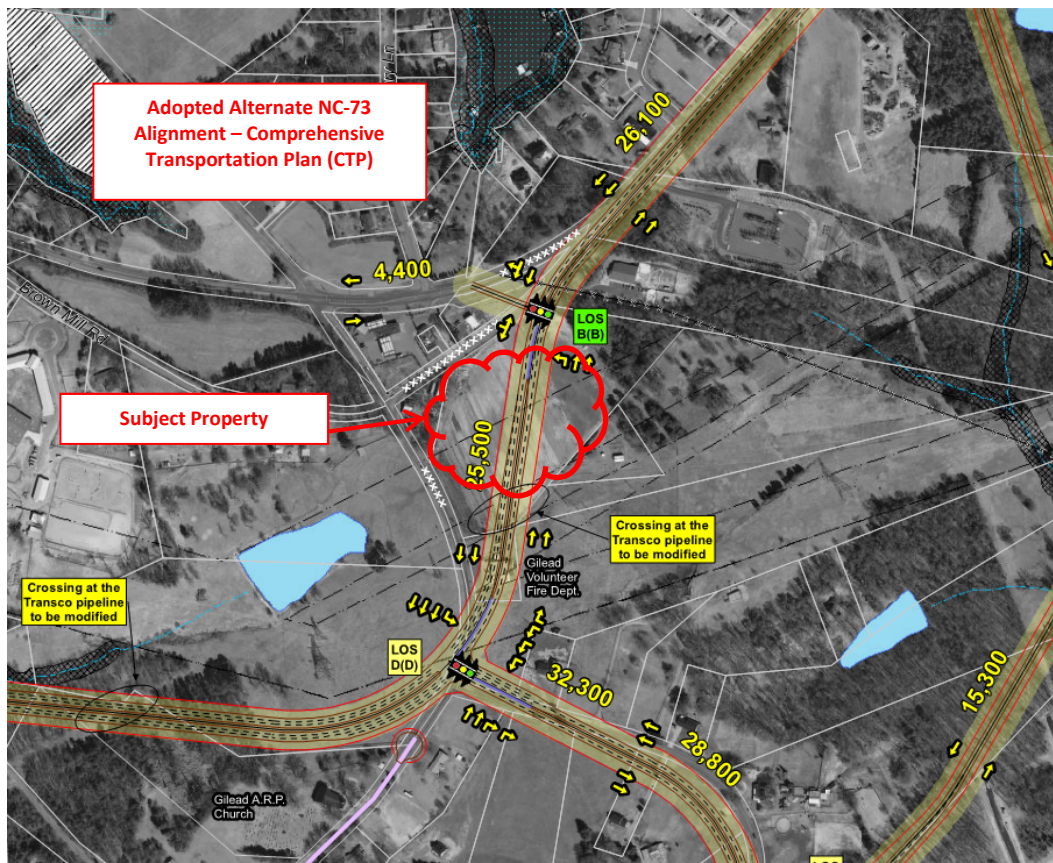 Adopted Alternate NC-73
Alignment – Comprehensive
Transportation Plan (CTP)
26,100
4,400
Brown Mill Rd
LOS
B(B)
Subject Property
25,500
Crossing at the
Transco pipeline
to be modified
Gilead
Volunteer
Fire Dept.
Crossing at the
Transco pipeline
to be modified
LOS
D(D)
32,300
15,300
28,800
Gilead A.R.P.
Church
LOS